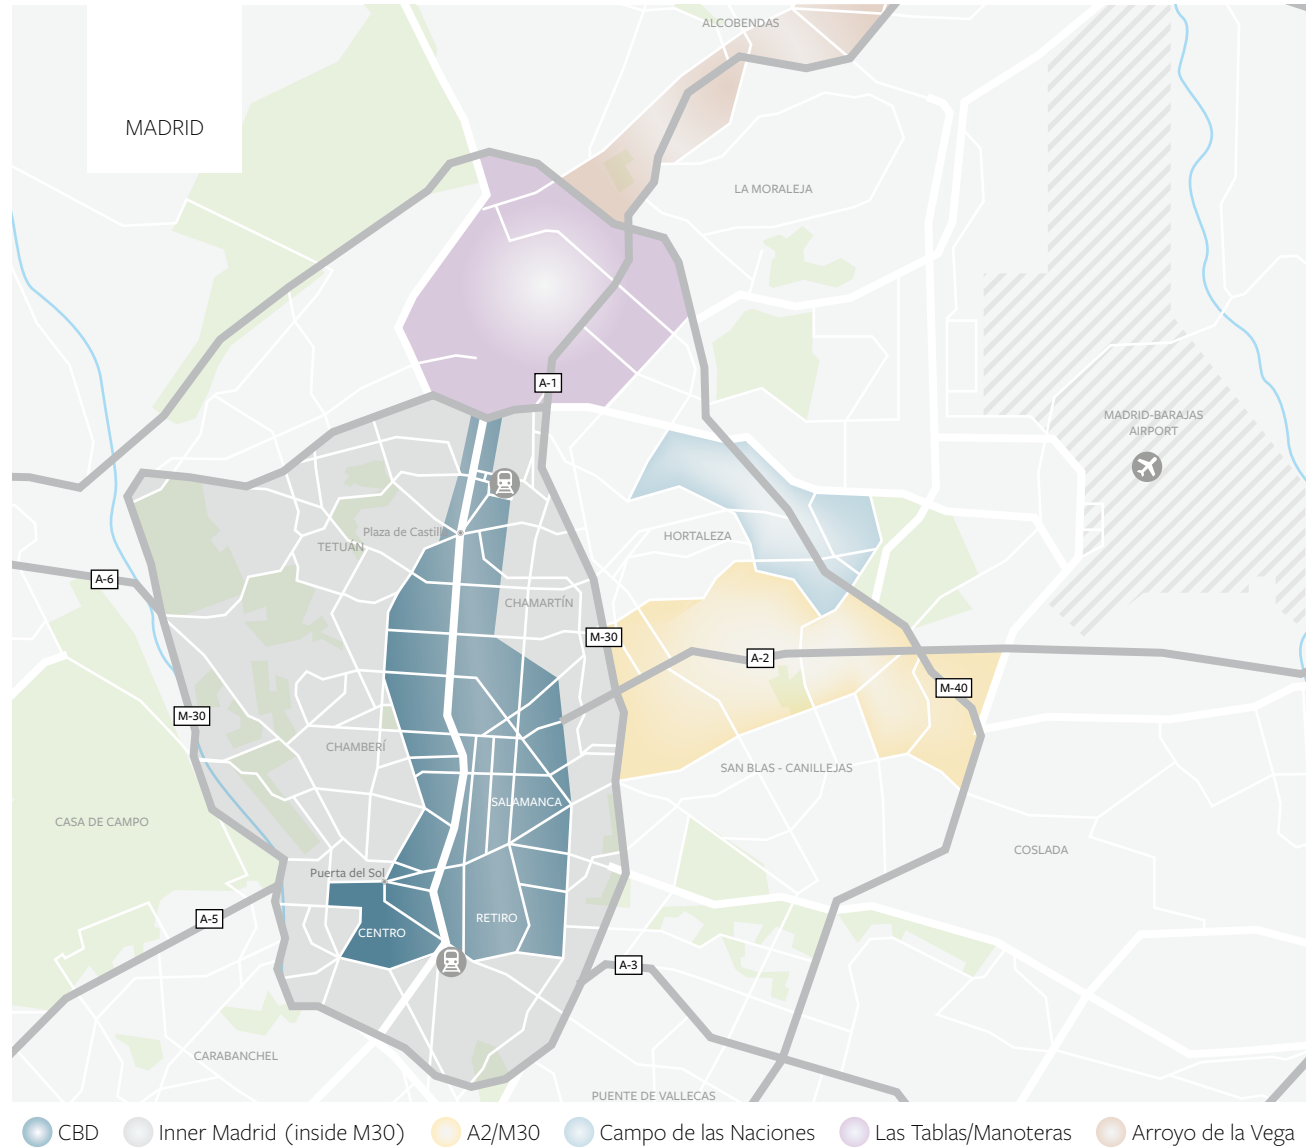 ALCOBENDAS
MADRID
LA MORALEJA
A-1
MADRID-BARAJAS
AIRPORT
Plaza de Castill
TETUÁN
HORTALEZA
A-6
CHAMARTÍN
M-30
A-2
M-40
M-30
CHAMBERÍ
SAN BLAS - CANILLEJAS
SALAMANCA
CASA DE CAMPO
COSLADA
Puerta del Sol
A-5
RETIRO
CENTRO
A-3
CARABANCHEL
PUENTE DE VALLECAS
CBD
Inner Madrid (inside M30)
A2/M30
Campo de las Naciones
Las Tablas/Manoteras
Arroyo de la Vega